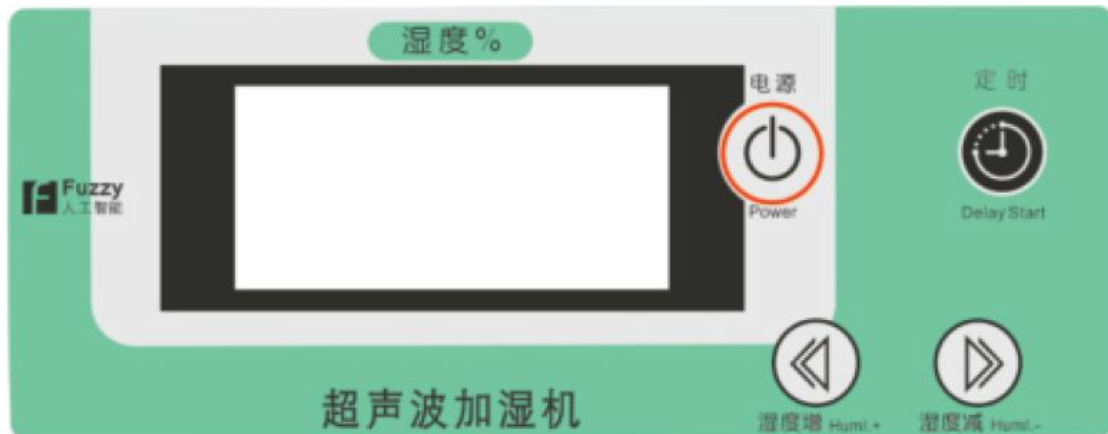 湿度%
电源
定时
Fuzzy
人工智能
Power
Delay Start
超声波加湿机
湿度增 Humi.+
湿度减 Humi.-